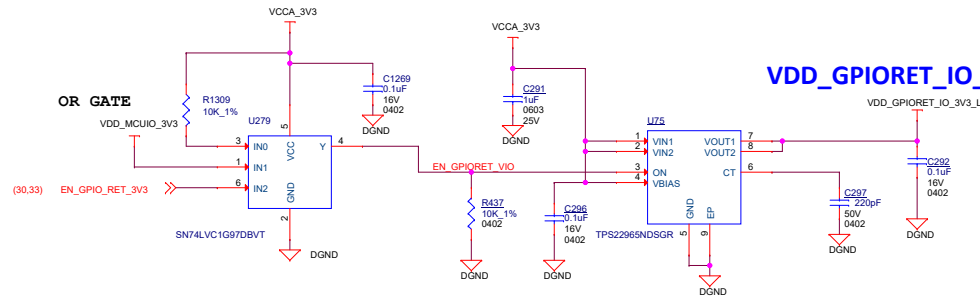 VCCA_3V3
VCCA_3V3
C1269
0.1uF
16V
0402
DGND
C291
1uF
0603
25V
DGND
VDD_GPIORET_IO_
VDD_GPIORET_IO_3V3_L
OR GATE
VDD_MCUIO_3V3
R1309
10K_1%
U279
5
VCC
3 IN0
1 IN1
6 IN2
Y 4
GND
2
SN74LVC1G97DBVT
DGND
(30,33) EN_GPIO_RET_3V3
EN_GPIORET_VIO
R437
10K_1%
0402
DGND
C296
0.1uF
16V
0402
DGND
U75
1 VIN1
2 VIN2
3 ON
4 VBIAS
VOUT1 7
VOUT2 8
CT 6
GND
EP
5
9
TPS22965NDSGR
DGND
C297
220pF
50V
0402
DGND
C292
0.1uF
16V
0402
DGND